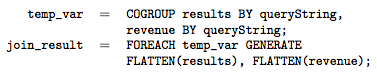 temp_var = COGROUP results BY queryString,
revenue BY queryString;
join_result = FOREACH temp_var GENERATE
FLATTEN(results), FLATTEN(revenue);